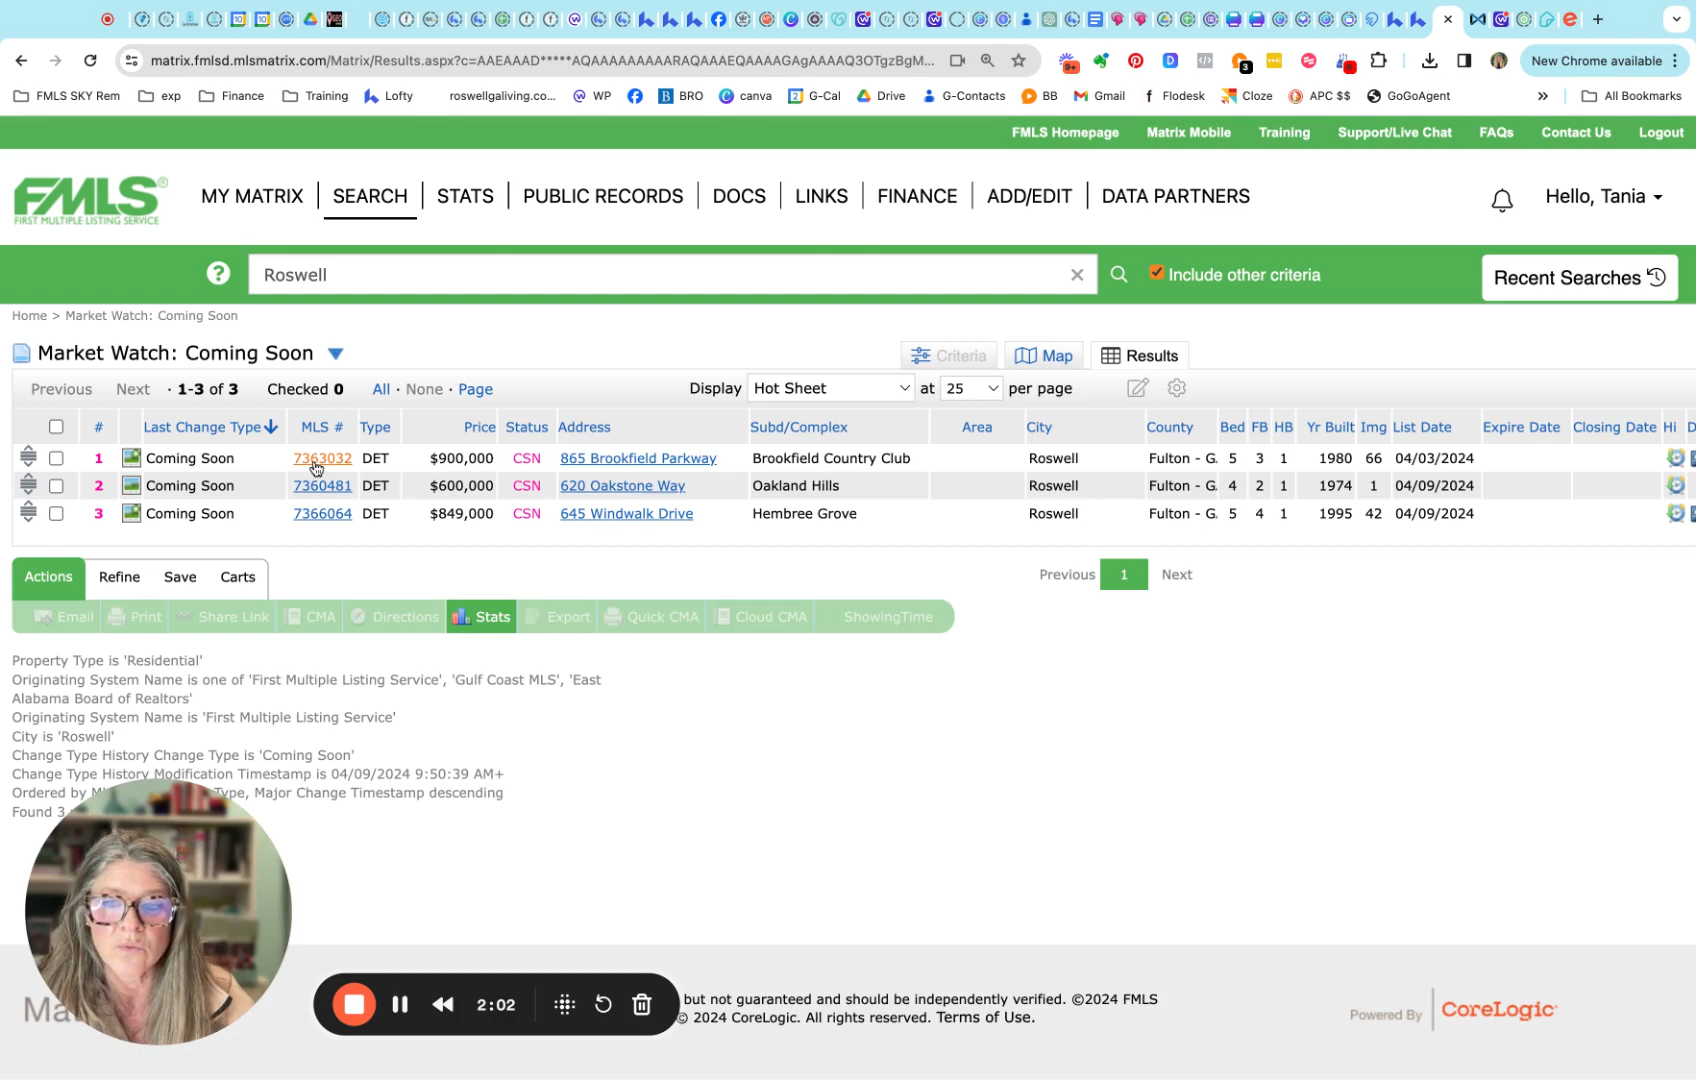 matrix.fmlsd.mlsmatrix.com/Matrix/Results.aspx?c=AAEAAAD*****AQAAAAAAAAARAQAAAEQAAAAGAgAAAAQ3OTgzBgM...
New Chrome available
FMLS SKY Rem
exp
Finance
Training
Lofty
roswellgaliving.co...
WP
BRO
canva
G-Cal
Drive
G-Contacts
BB
Gmail
Flodesk
Cloze
APC $$
GoGoAgent
All Bookmarks
FMLS Homepage
Matrix Mobile
Training
Support/Live Chat
FAQs
Contact Us
Logout
FMLS®
FIRST MULTIPLE LISTING SERVICE
MY MATRIX
SEARCH
STATS
PUBLIC RECORDS
DOCS
LINKS
FINANCE
ADD/EDIT
DATA PARTNERS
Hello, Tania
Roswell
Include other criteria
Recent Searches
Home > Market Watch: Coming Soon
Market Watch: Coming Soon
Criteria
Map
Results
Previous Next · 1-3 of 3 Checked 0 All · None · Page
Display Hot Sheet at 25 per page
# Last Change Type MLS # Type Price Status Address Subd/Complex Area City County Bed FB HB Yr Built Img List Date Expire Date Closing Date Hi D
1 Coming Soon 7363032 DET $900,000 CSN 865 Brookfield Parkway Brookfield Country Club Roswell Fulton - G. 5 3 1 1980 66 04/03/2024
2 Coming Soon 7360481 DET $600,000 CSN 620 Oakstone Way Oakland Hills Roswell Fulton - G. 4 2 1 1974 1 04/09/2024
3 Coming Soon 7366064 DET $849,000 CSN 645 Windwalk Drive Hembree Grove Roswell Fulton - G. 5 4 1 1995 42 04/09/2024
Actions Refine Save Carts
Previous 1 Next
Email Print Share Link CMA Directions Stats Export Quick CMA Cloud CMA ShowingTime
Property Type is 'Residential'
Originating System Name is one of 'First Multiple Listing Service', 'Gulf Coast MLS', 'East
Alabama Board of Realtors'
Originating System Name is 'First Multiple Listing Service'
City is 'Roswell'
Change Type History Change Type is 'Coming Soon'
Change Type History Modification Timestamp is 04/09/2024 9:50:39 AM+
Ordered by Type, Major Change Timestamp descending
Found 3
2:02
but not guaranteed and should be independently verified. ©2024 FMLS
© 2024 CoreLogic. All rights reserved. Terms of Use.
Powered By
CoreLogic